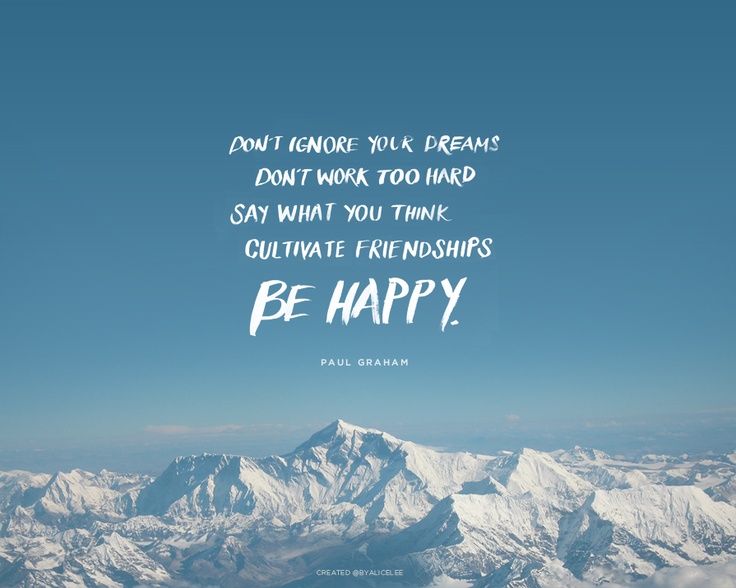 DON'T IGNORE YOUR DREAMS
DON'T WORK TOO HARD
SAY WHAT YOU THINK
CULTIVATE FRIENDSHIPS
BE HAPPY.
PAUL GRAHAM
CREATED @BYALICELEE